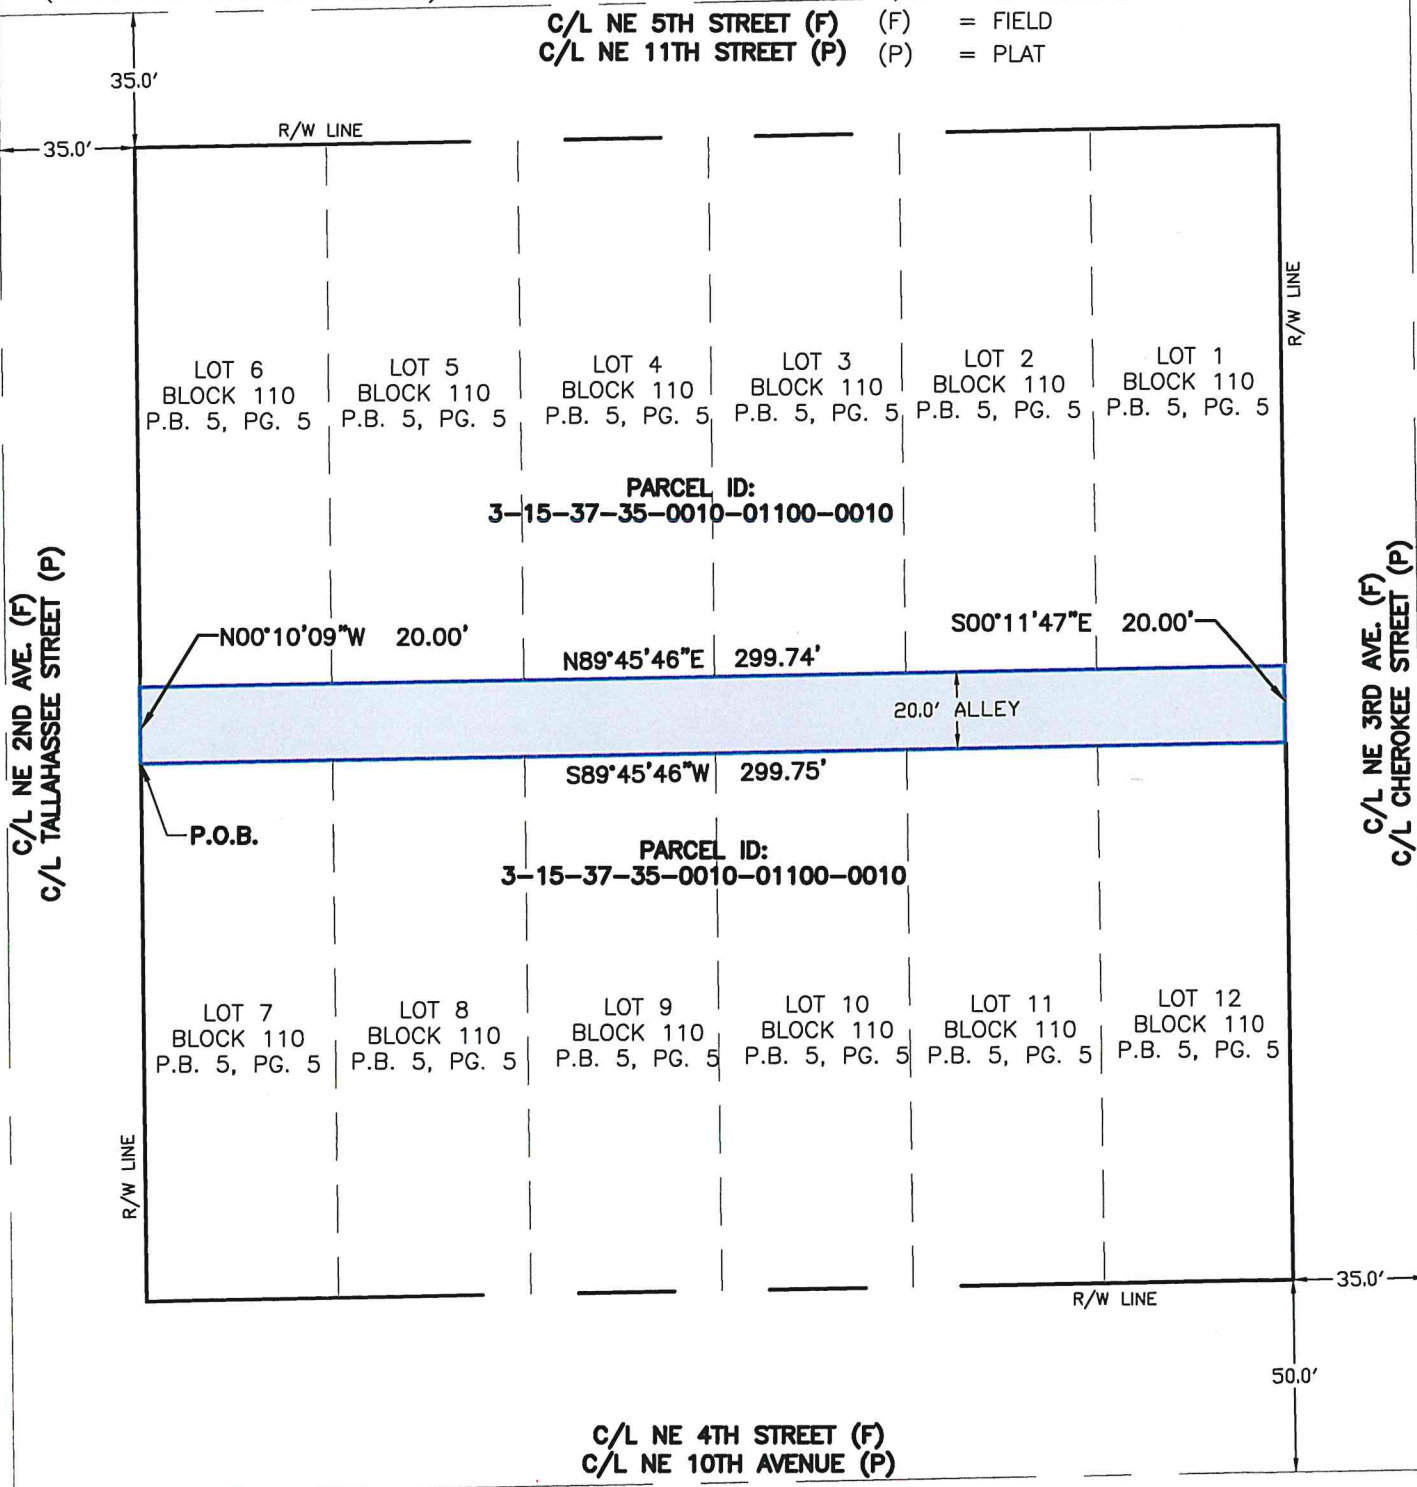 C/L NE 5TH STREET (F) (F) = FIELD
C/L NE 11TH STREET (P) (P) = PLAT
35.0'
35.0'
R/W LINE
R/W LINE
LOT 6
BLOCK 110
P.B. 5, PG. 5
LOT 5
BLOCK 110
P.B. 5, PG. 5
LOT 4
BLOCK 110
P.B. 5, PG. 5
LOT 3
BLOCK 110
P.B. 5, PG. 5
LOT 2
BLOCK 110
P.B. 5, PG. 5
LOT 1
BLOCK 110
P.B. 5, PG. 5
PARCEL ID:
3-15-37-35-0010-01100-0010
C/L NE 2ND AVE. (F)
C/L TALLAHASSEE STREET (P)
C/L NE 3RD AVE. (F)
C/L CHEROKEE STREET (P)
N00°10'09"W 20.00'
S00°11'47"E 20.00'
N89°45'46"E 299.74'
20.0' ALLEY
S89°45'46"W 299.75'
P.O.B.
PARCEL ID:
3-15-37-35-0010-01100-0010
LOT 7
BLOCK 110
P.B. 5, PG. 5
LOT 8
BLOCK 110
P.B. 5, PG. 5
LOT 9
BLOCK 110
P.B. 5, PG. 5
LOT 10
BLOCK 110
P.B. 5, PG. 5
LOT 11
BLOCK 110
P.B. 5, PG. 5
LOT 12
BLOCK 110
P.B. 5, PG. 5
R/W LINE
35.0'
R/W LINE
50.0'
C/L NE 4TH STREET (F)
C/L NE 10TH AVENUE (P)